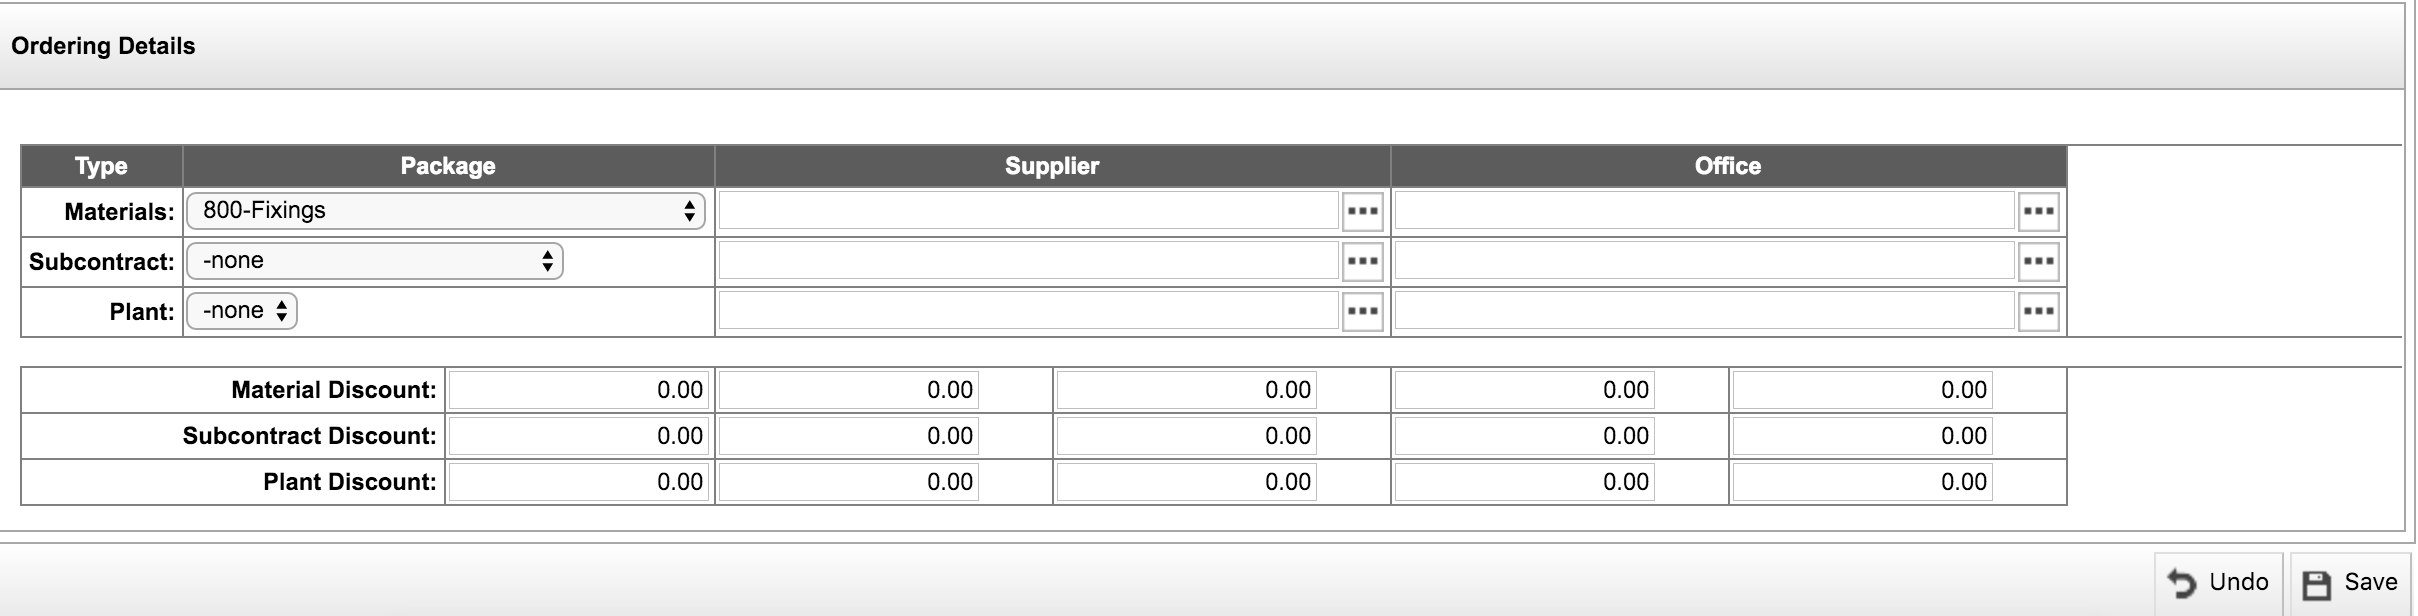 Ordering Details
Type Package Supplier Office
Materials: 800-Fixings
Subcontract: -none
Plant: -none
Material Discount: 0.00 0.00 0.00 0.00 0.00
Subcontract Discount: 0.00 0.00 0.00 0.00 0.00
Plant Discount: 0.00 0.00 0.00 0.00 0.00
Undo Save